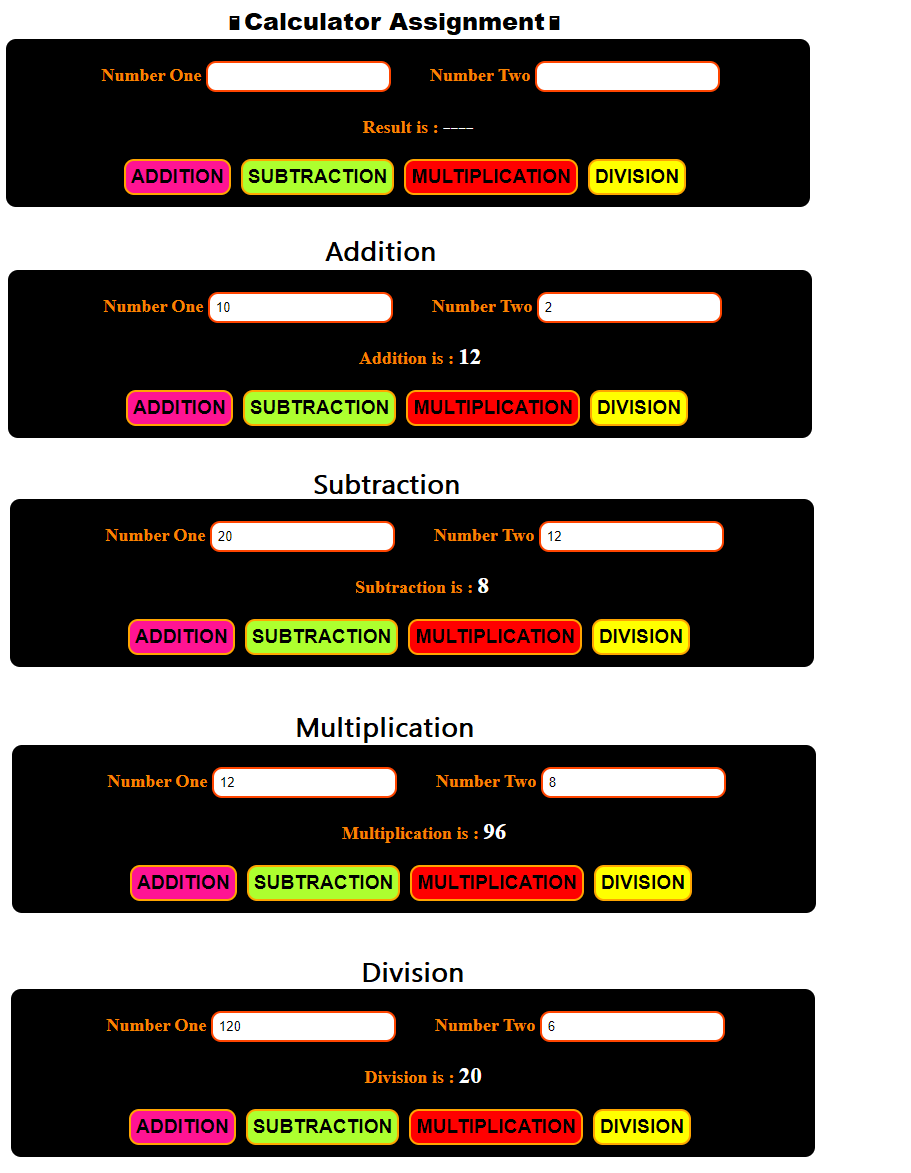 Calculator Assignment
Number One Number Two
Result is : ----
ADDITION SUBTRACTION MULTIPLICATION DIVISION
Addition
Number One 10 Number Two 2
Addition is : 12
ADDITION SUBTRACTION MULTIPLICATION DIVISION
Subtraction
Number One 20 Number Two 12
Subtraction is : 8
ADDITION SUBTRACTION MULTIPLICATION DIVISION
Multiplication
Number One 12 Number Two 8
Multiplication is : 96
ADDITION SUBTRACTION MULTIPLICATION DIVISION
Division
Number One 120 Number Two 6
Division is : 20
ADDITION SUBTRACTION MULTIPLICATION DIVISION